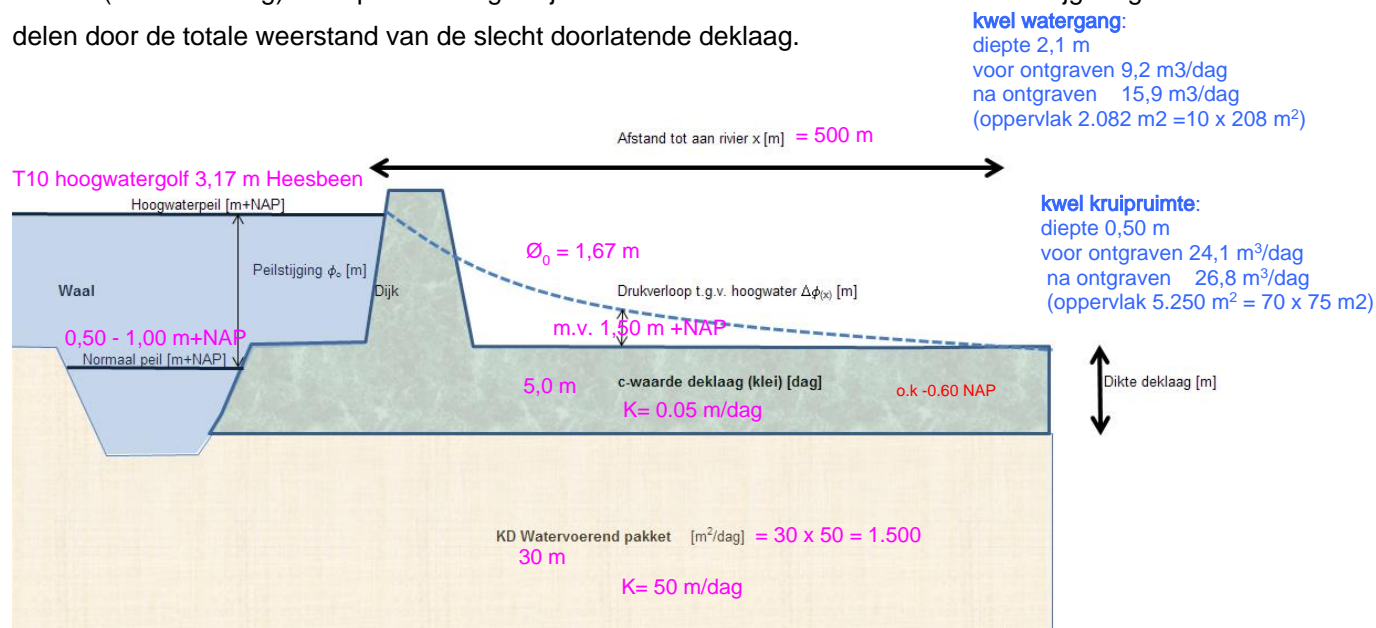 delen door de totale weerstand van de slecht doorlatende deklaag.
kwel watergang:
diepte 2,1 m
voor ontgraven 9,2 m3/dag
na ontgraven 15,9 m3/dag
(oppervlak 2.082 m2 =10 x 208 m²)
Afstand tot aan rivier x [m] = 500 m
T10 hoogwatergolf 3,17 m Heesbeen
Hoogwaterpeil [m+NAP]
kwel kruipruimte:
diepte 0,50 m
voor ontgraven 24,1 m³/dag
na ontgraven 26,8 m³/dag
(oppervlak 5.250 m² = 70 x 75 m2)
Ø₀ = 1,67 m
Peilstijging ϕₒ [m]
Waal
Dijk
Drukverloop t.g.v. hoogwater Δϕ₍ₓ₎ [m]
m.v. 1,50 m +NAP
0,50 - 1,00 m+NAP
Normaal peil [m+NAP]
5,0 m
c-waarde deklaag (klei) [dag]
o.k -0.60 NAP
Dikte deklaag [m]
K= 0.05 m/dag
KD Watervoerend pakket [m²/dag] = 30 x 50 = 1.500
30 m
K= 50 m/dag